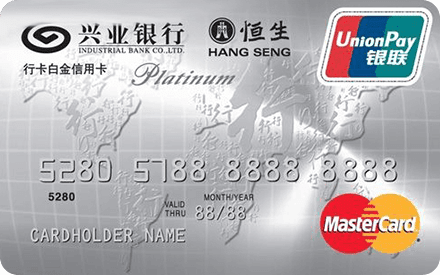 兴业银行
INDUSTRIAL BANK CO.,LTD.
恒生
HANG SENG
UnionPay
银联
行卡白金信用卡
Platinum
行
5280 5788 8888 8888
5280
VALID THRU
MONTH/YEAR
88/88
CARDHOLDER NAME
MasterCard